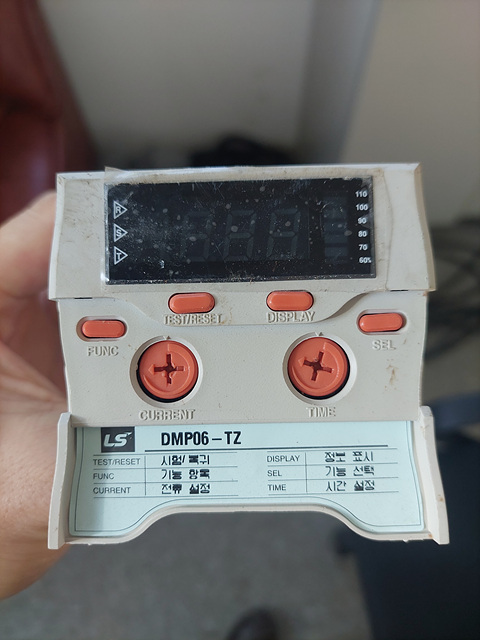 110
100
R
90
S
80
T
70
60%
TEST/RESET DISPLAY
FUNC SEL
CURRENT TIME
LS DMP06-TZ
TEST/RESET 시험/복귀 DISPLAY 정보 표시
FUNC 기능 항목 SEL 기능 선택
CURRENT 전류 설정 TIME 시간 설정